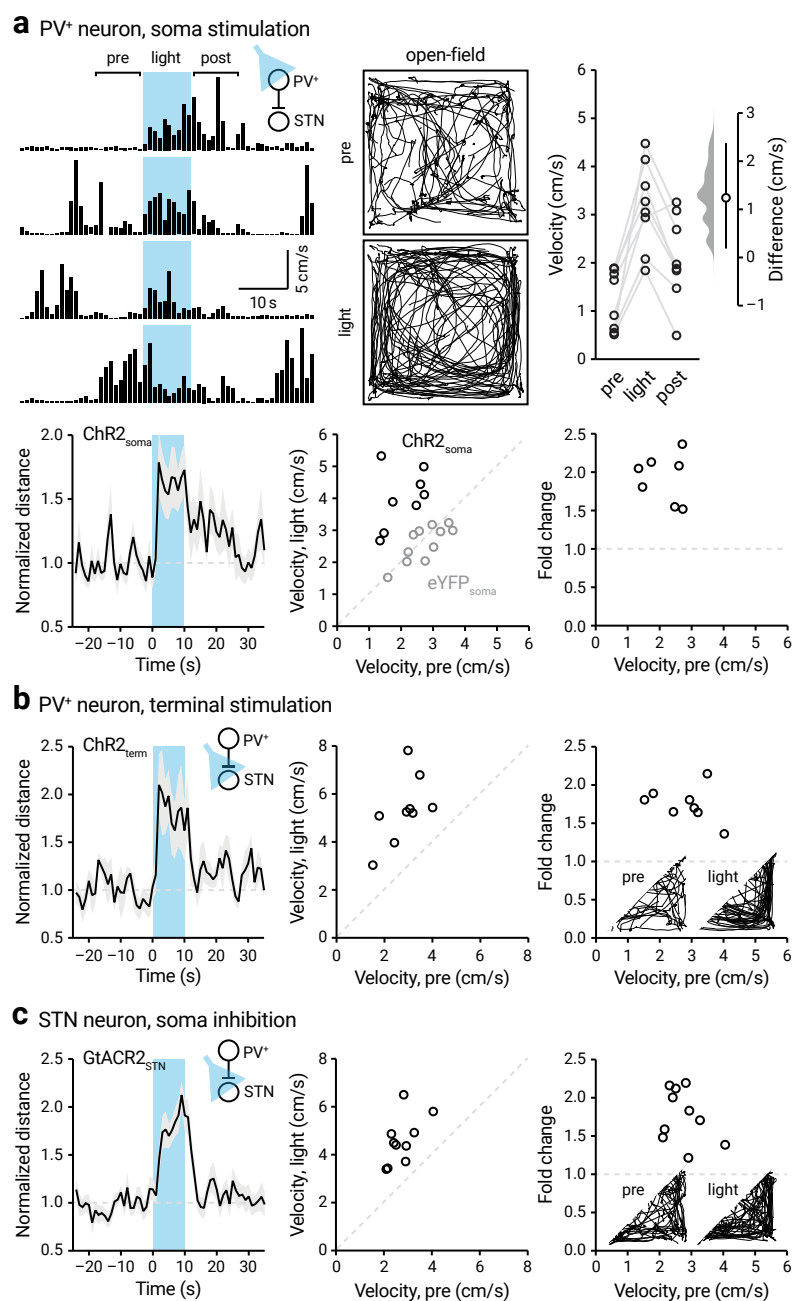 a PV⁺ neuron, soma stimulation
pre light post
PV⁺
STN
5 cm/s
10 s
open-field
pre
light
Velocity (cm/s)
6
5
4
3
2
1
0
pre light post
3
2
1
0
−1
Difference (cm/s)
ChR2soma
Normalized distance
2.0
1.5
1.0
0.5
−20 −10 0 10 20 30
Time (s)
ChR2soma
eYFPsoma
Velocity, light (cm/s)
6
5
4
3
2
1
0
0 1 2 3 4 5 6
Velocity, pre (cm/s)
Fold change
2.5
2.0
1.5
1.0
0.5
0.0
0 1 2 3 4 5 6
Velocity, pre (cm/s)
b PV⁺ neuron, terminal stimulation
ChR2term
PV⁺
STN
Normalized distance
2.5
2.0
1.5
1.0
0.5
−20 −10 0 10 20 30
Time (s)
Velocity, light (cm/s)
8
6
4
2
0
0 2 4 6 8
Velocity, pre (cm/s)
Fold change
2.5
2.0
1.5
1.0
0.5
0.0
pre light
0 1 2 3 4 5 6
Velocity, pre (cm/s)
c STN neuron, soma inhibition
GtACR2STN
PV⁺
STN
Normalized distance
2.5
2.0
1.5
1.0
0.5
−20 −10 0 10 20 30
Time (s)
Velocity, light (cm/s)
8
6
4
2
0
0 2 4 6 8
Velocity, pre (cm/s)
Fold change
2.5
2.0
1.5
1.0
0.5
0.0
pre light
0 1 2 3 4 5 6
Velocity, pre (cm/s)